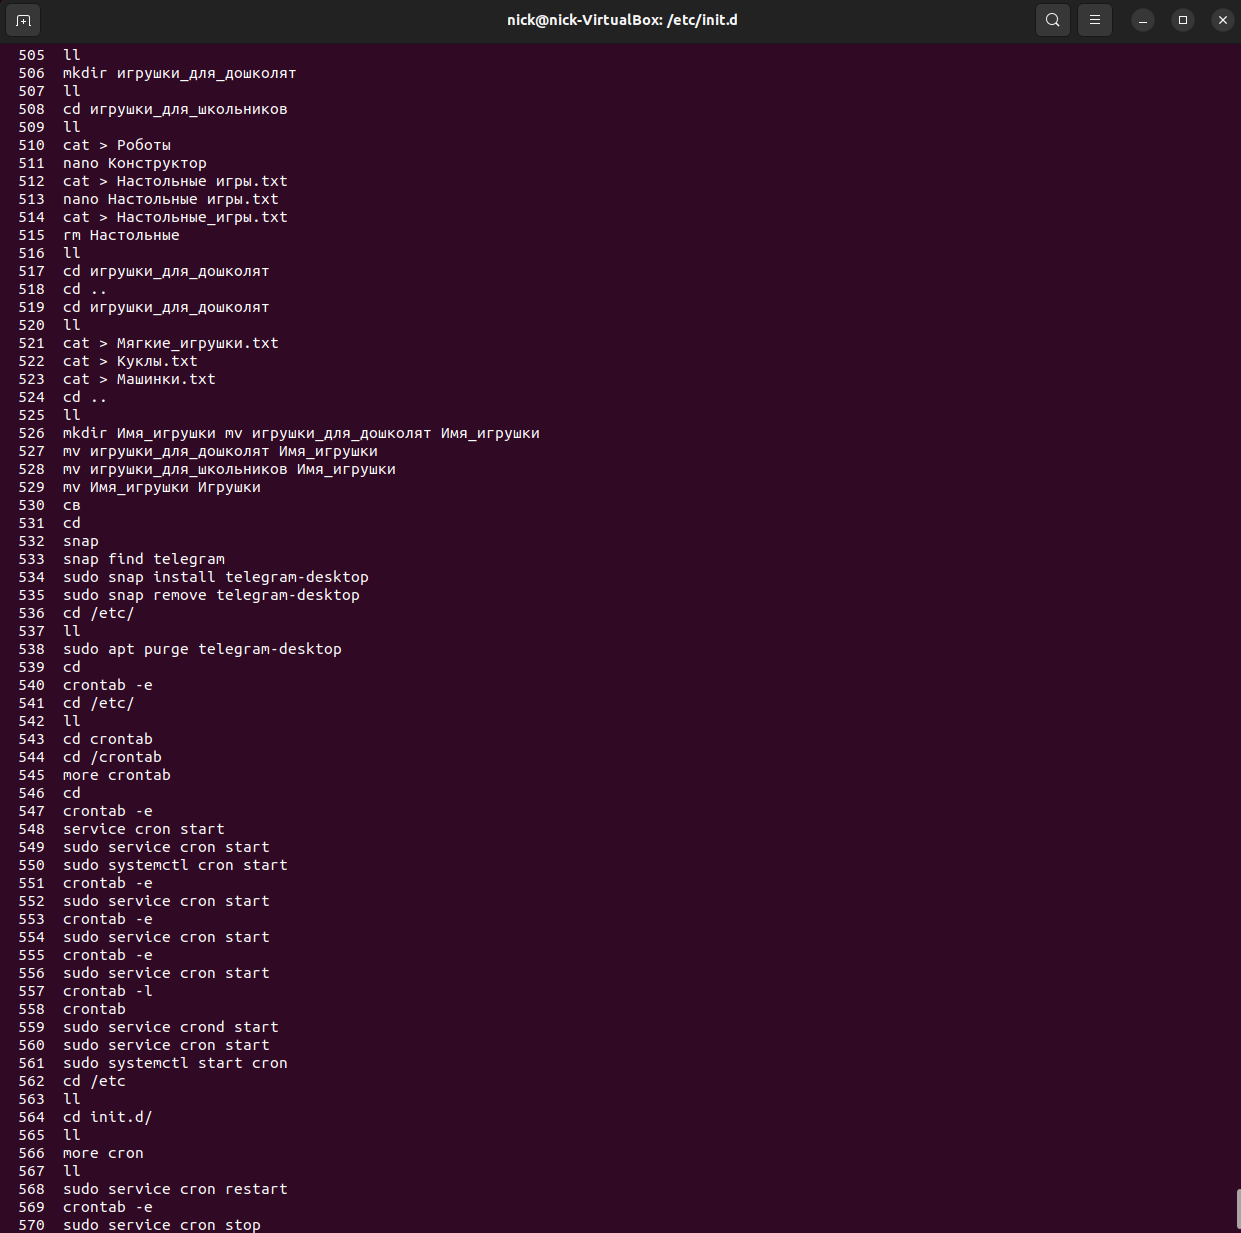 nick@nick-VirtualBox: /etc/init.d
505 ll
506 mkdir игрушки_для_дошколят
507 ll
508 cd игрушки_для_школьников
509 ll
510 cat > Роботы
511 nano Конструктор
512 cat > Настольные игры.txt
513 nano Настольные игры.txt
514 cat > Настольные_игры.txt
515 rm Настольные
516 ll
517 cd игрушки_для_дошколят
518 cd ..
519 cd игрушки_для_дошколят
520 ll
521 cat > Мягкие_игрушки.txt
522 cat > Куклы.txt
523 cat > Машинки.txt
524 cd ..
525 ll
526 mkdir Имя_игрушки mv игрушки_для_дошколят Имя_игрушки
527 mv игрушки_для_дошколят Имя_игрушки
528 mv игрушки_для_школьников Имя_игрушки
529 mv Имя_игрушки Игрушки
530 св
531 cd
532 snap
533 snap find telegram
534 sudo snap install telegram-desktop
535 sudo snap remove telegram-desktop
536 cd /etc/
537 ll
538 sudo apt purge telegram-desktop
539 cd
540 crontab -e
541 cd /etc/
542 ll
543 cd crontab
544 cd /crontab
545 more crontab
546 cd
547 crontab -e
548 service cron start
549 sudo service cron start
550 sudo systemctl cron start
551 crontab -e
552 sudo service cron start
553 crontab -e
554 sudo service cron start
555 crontab -e
556 sudo service cron start
557 crontab -l
558 crontab
559 sudo service crond start
560 sudo service cron start
561 sudo systemctl start cron
562 cd /etc
563 ll
564 cd init.d/
565 ll
566 more cron
567 ll
568 sudo service cron restart
569 crontab -e
570 sudo service cron stop